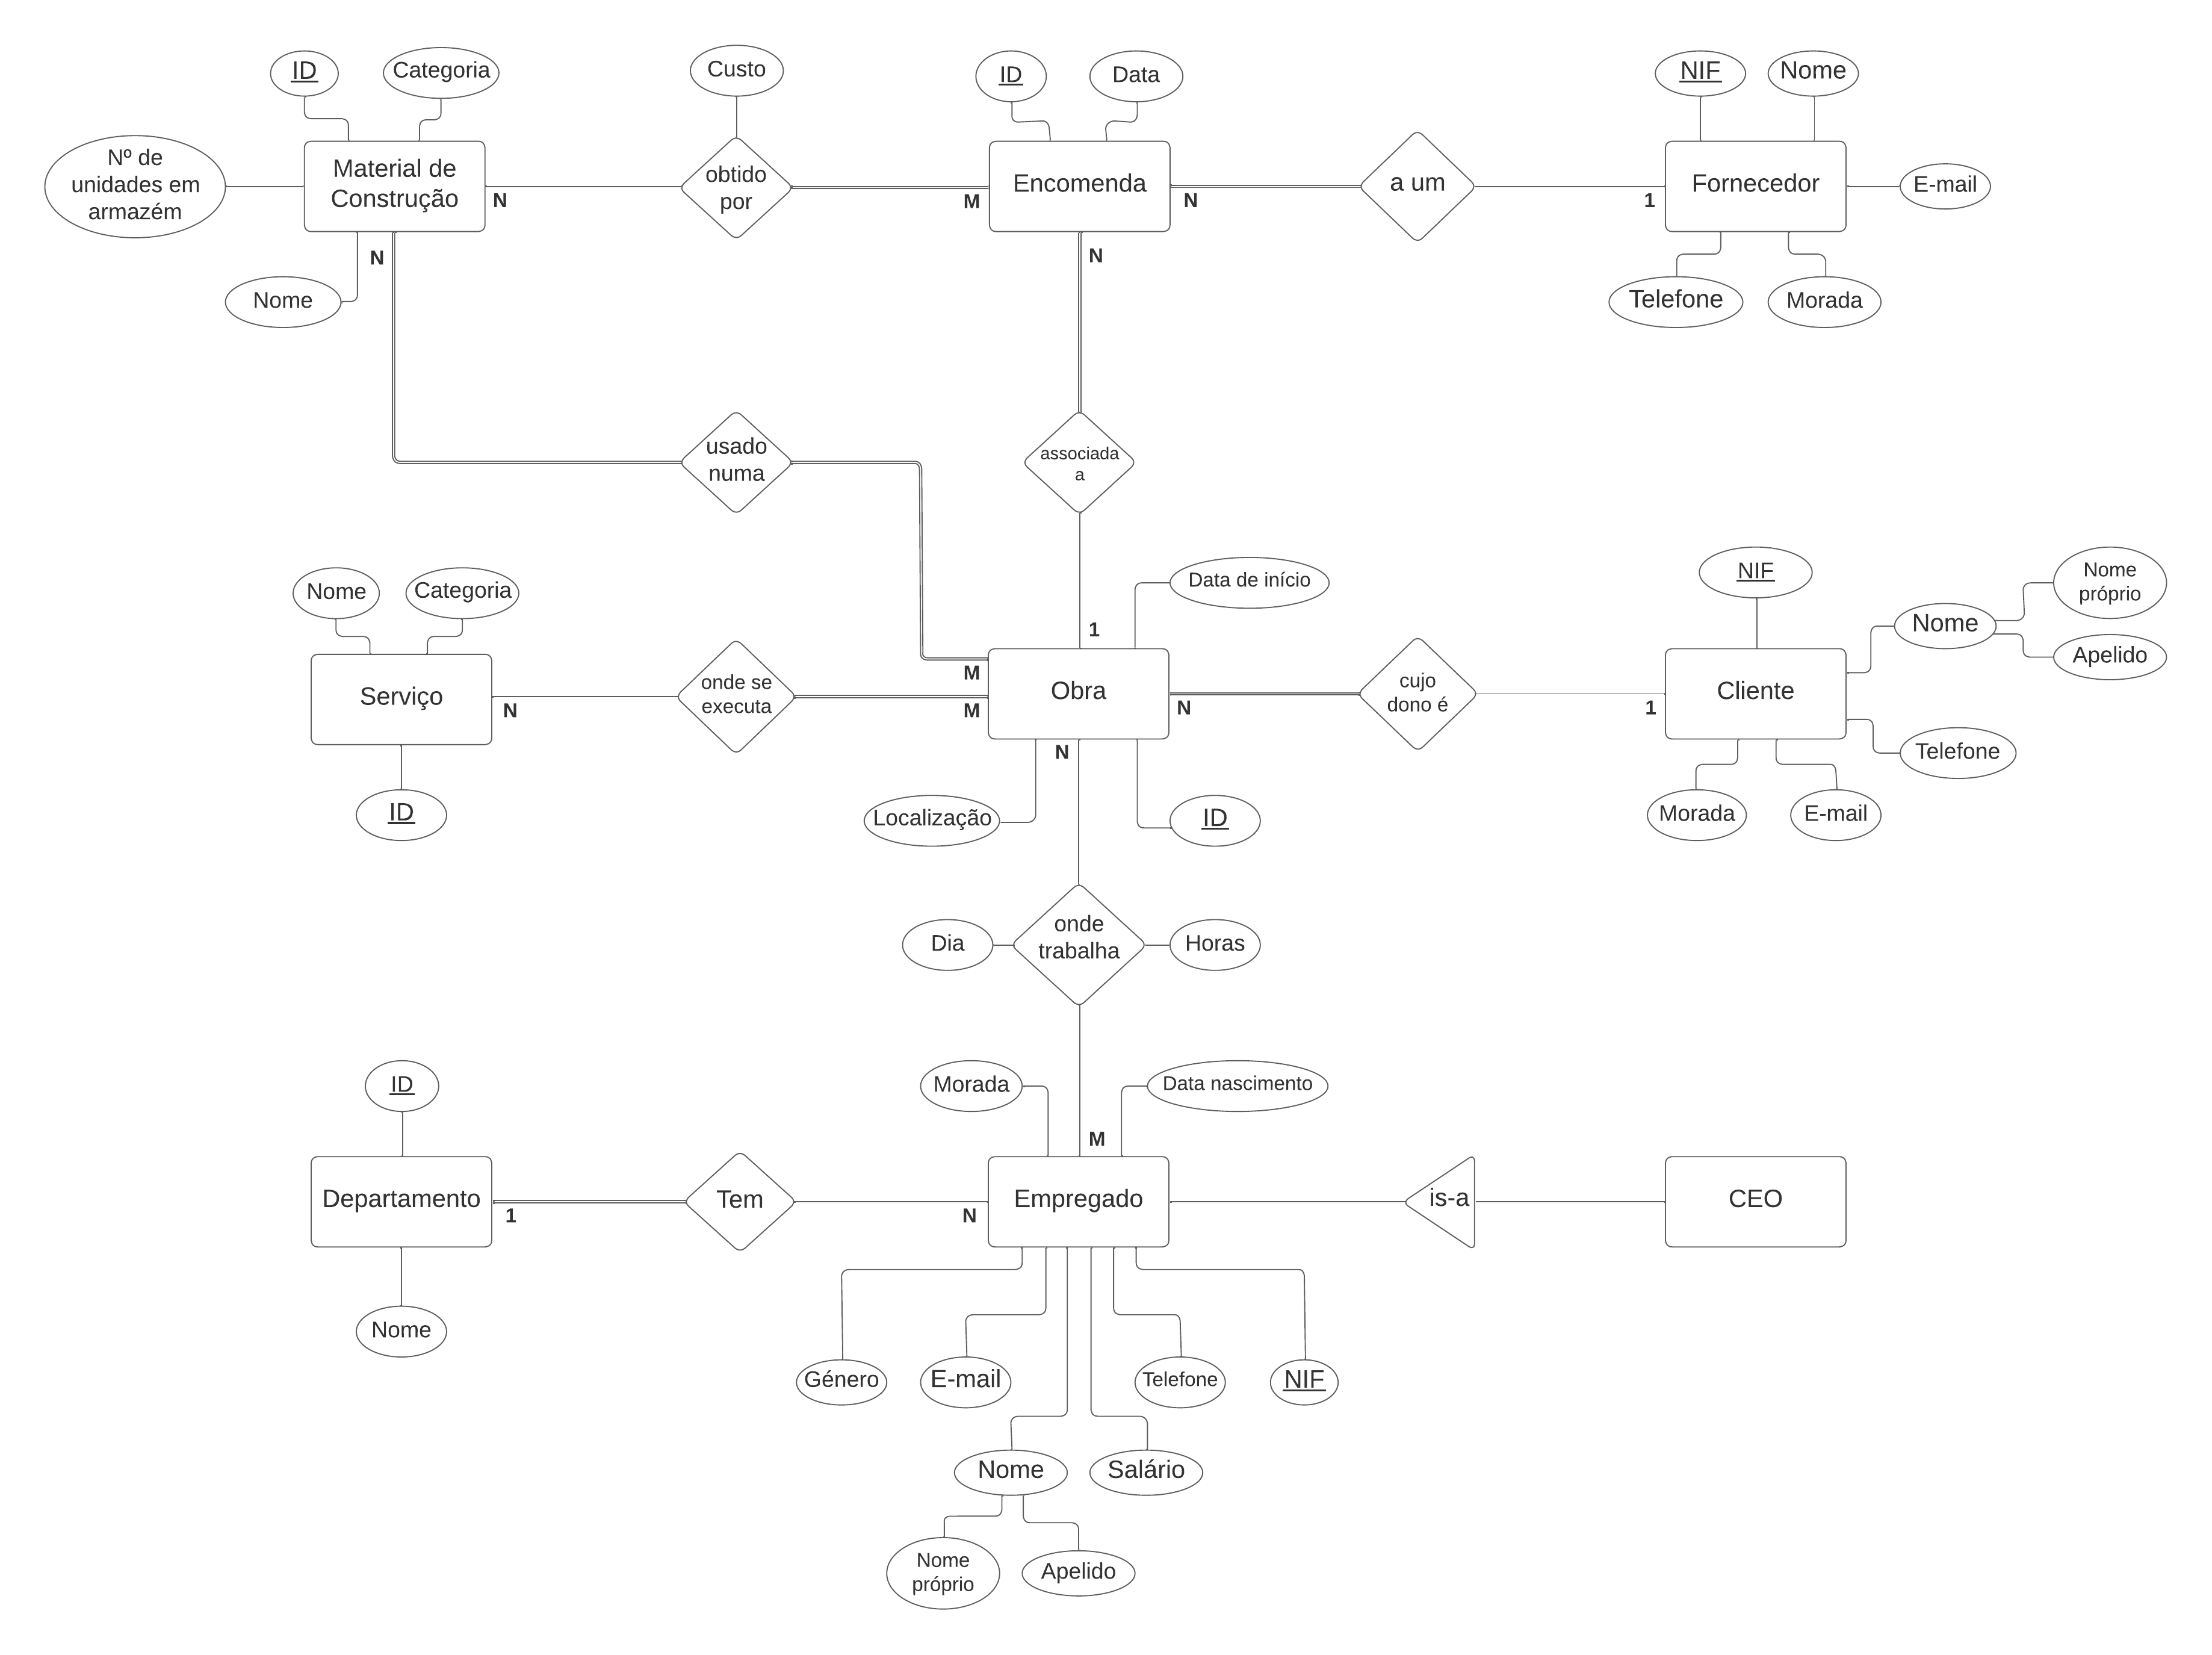 ID
Categoria
Custo
ID
Data
NIF
Nome
Nº de
unidades em
armazém
Material de
Construção
N
obtido
por
M
Encomenda
N
a um
1
Fornecedor
E-mail
N
Nome
N
Telefone
Morada
usado
numa
associada
a
Nome
Categoria
Data de início
NIF
Nome
próprio
Nome
Apelido
1
Serviço
N
onde se
executa
M
M
Obra
N
cujo
dono é
1
Cliente
N
Telefone
ID
Localização
ID
Morada
E-mail
Dia
onde
trabalha
Horas
ID
Morada
Data nascimento
M
Departamento
1
Tem
N
Empregado
is-a
CEO
Nome
Género
E-mail
Telefone
NIF
Nome
Salário
Nome
próprio
Apelido